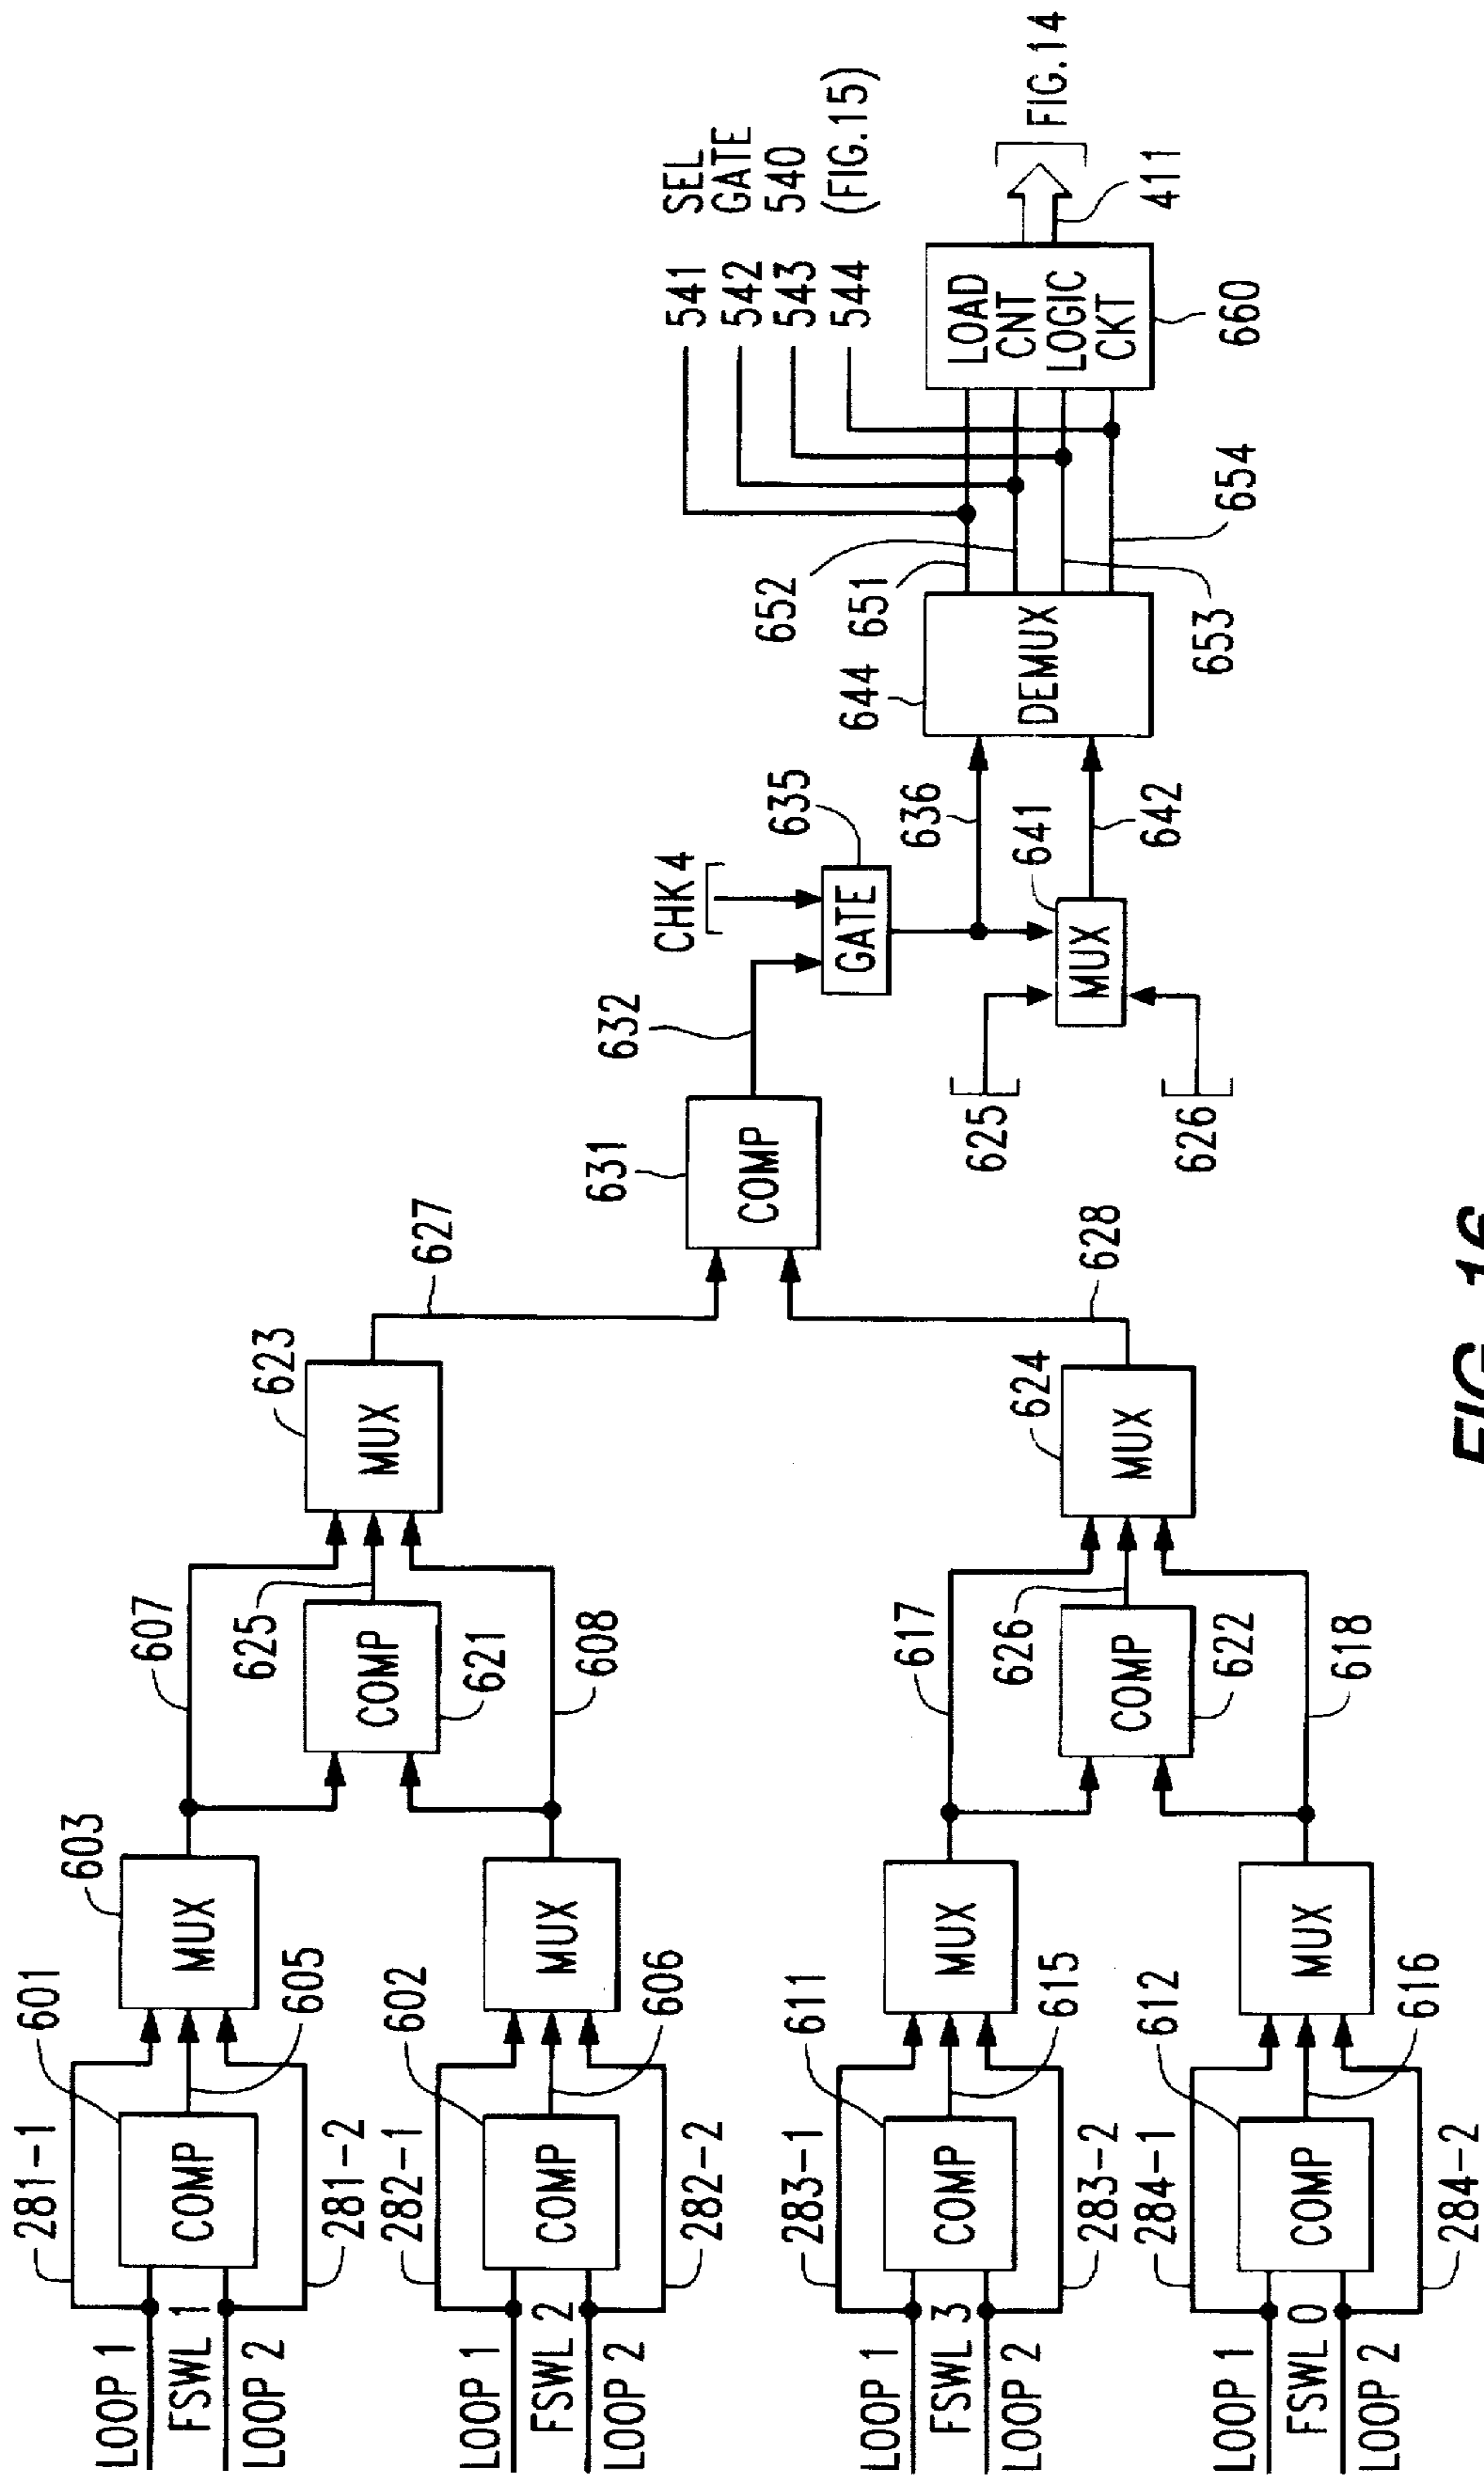 LOOP 1
FSWL 1
LOOP 2
281-1
601
COMP
605
281-2
603
MUX
607
LOOP 1
FSWL 2
LOOP 2
282-1
602
COMP
606
282-2
MUX
608
625
COMP
621
623
MUX
627
LOOP 1
FSWL 3
LOOP 2
283-1
611
COMP
615
283-2
MUX
617
LOOP 1
FSWL 0
LOOP 2
284-1
612
COMP
616
284-2
MUX
618
626
COMP
622
624
MUX
628
631
COMP
632
CHK 4
GATE
635
636
625
626
641
MUX
642
644
DEMUX
651
652
653
654
541
542
543
544
SEL
GATE
540
(FIG.15)
LOAD
CNT
LOGIC
CKT
660
411
FIG.14
FIG. 16